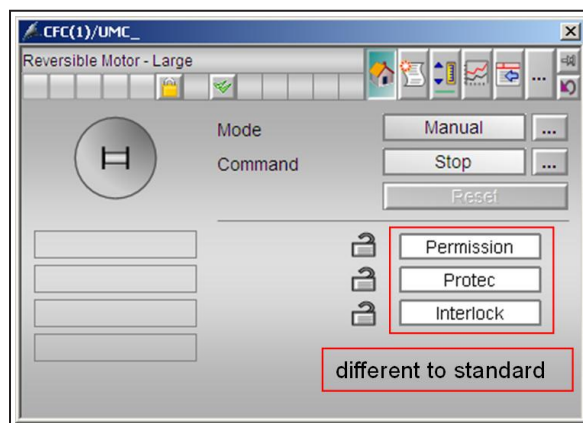 CFC(1)/UMC_
Reversible Motor - Large
...
Mode Manual ...
Command Stop ...
Reset
Permission
Protec
Interlock
different to standard